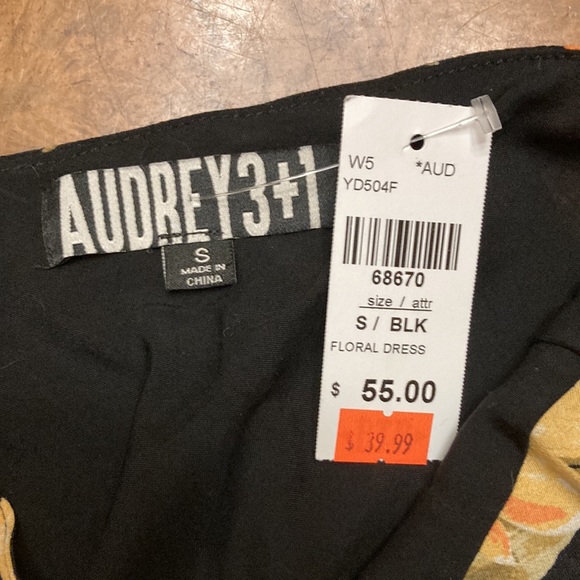 AUDREY3+1
S
MADE IN
CHINA
W5 *AUD
YD504F
68670
size / attr
S / BLK
FLORAL DRESS
$ 55.00
$ 39.99